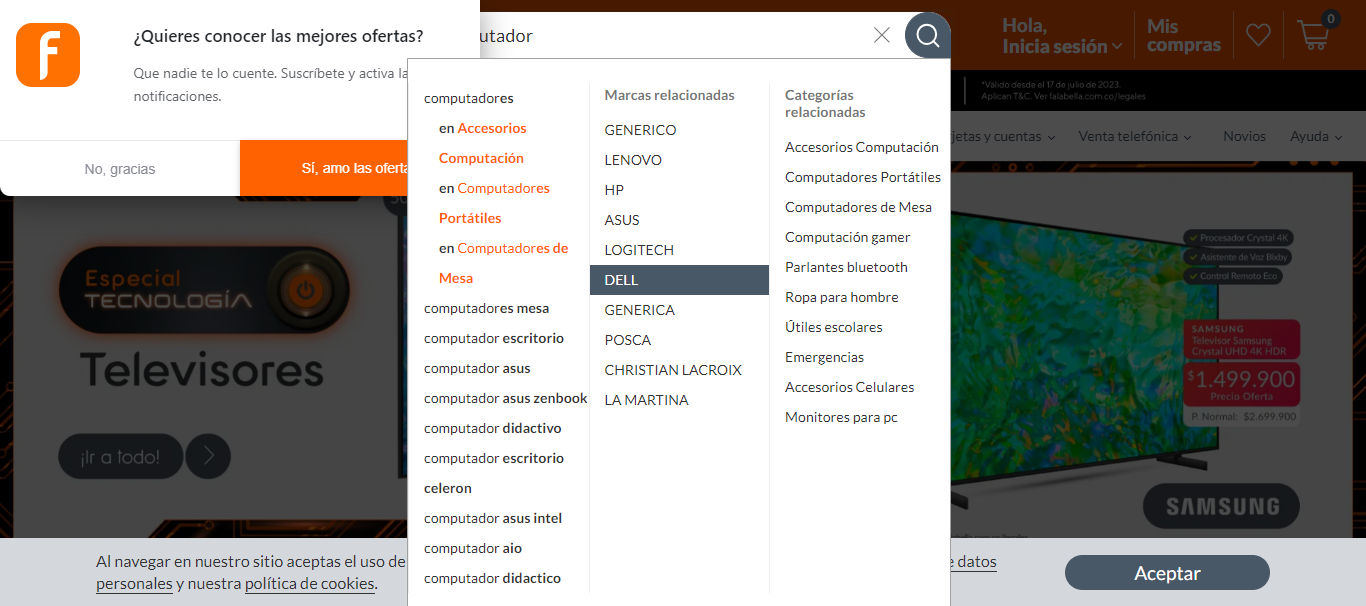 ¿Quieres conocer las mejores ofertas?
Que nadie te lo cuente. Suscríbete y activa la
notificaciones.
No, gracias
Sí, amo las oferta
utador
Hola,
Inicia sesión
Mis
compras
0
*Válido desde el 17 de julio de 2023.
Aplican T&C. Ver falabella.com.co/legales
jetas y cuentas
Venta telefónica
Novios
Ayuda
computadores
en Accesorios
Computación
en Computadores
Portátiles
en Computadores de
Mesa
computadores mesa
computador escritorio
computador asus
computador asus zenbook
computador didactivo
computador escritorio
celeron
computador asus intel
computador aio
computador didactico
Marcas relacionadas
GENERICO
LENOVO
HP
ASUS
LOGITECH
DELL
GENERICA
POSCA
CHRISTIAN LACROIX
LA MARTINA
Categorías
relacionadas
Accesorios Computación
Computadores Portátiles
Computadores de Mesa
Computación gamer
Parlantes bluetooth
Ropa para hombre
Útiles escolares
Emergencias
Accesorios Celulares
Monitores para pc
Especial
TECNOLOGÍA
Televisores
¡Ir a todo!
Procesador Crystal 4K
Asistente de Voz Bixby
Control Remoto Eco
SAMSUNG
Televisor Samsung
Crystal UHD 4K HDR
$1.499.900
Precio Oferta
P. Normal: $2.699.900
SAMSUNG
Al navegar en nuestro sitio aceptas el uso de
e datos
personales y nuestra política de cookies.
Aceptar